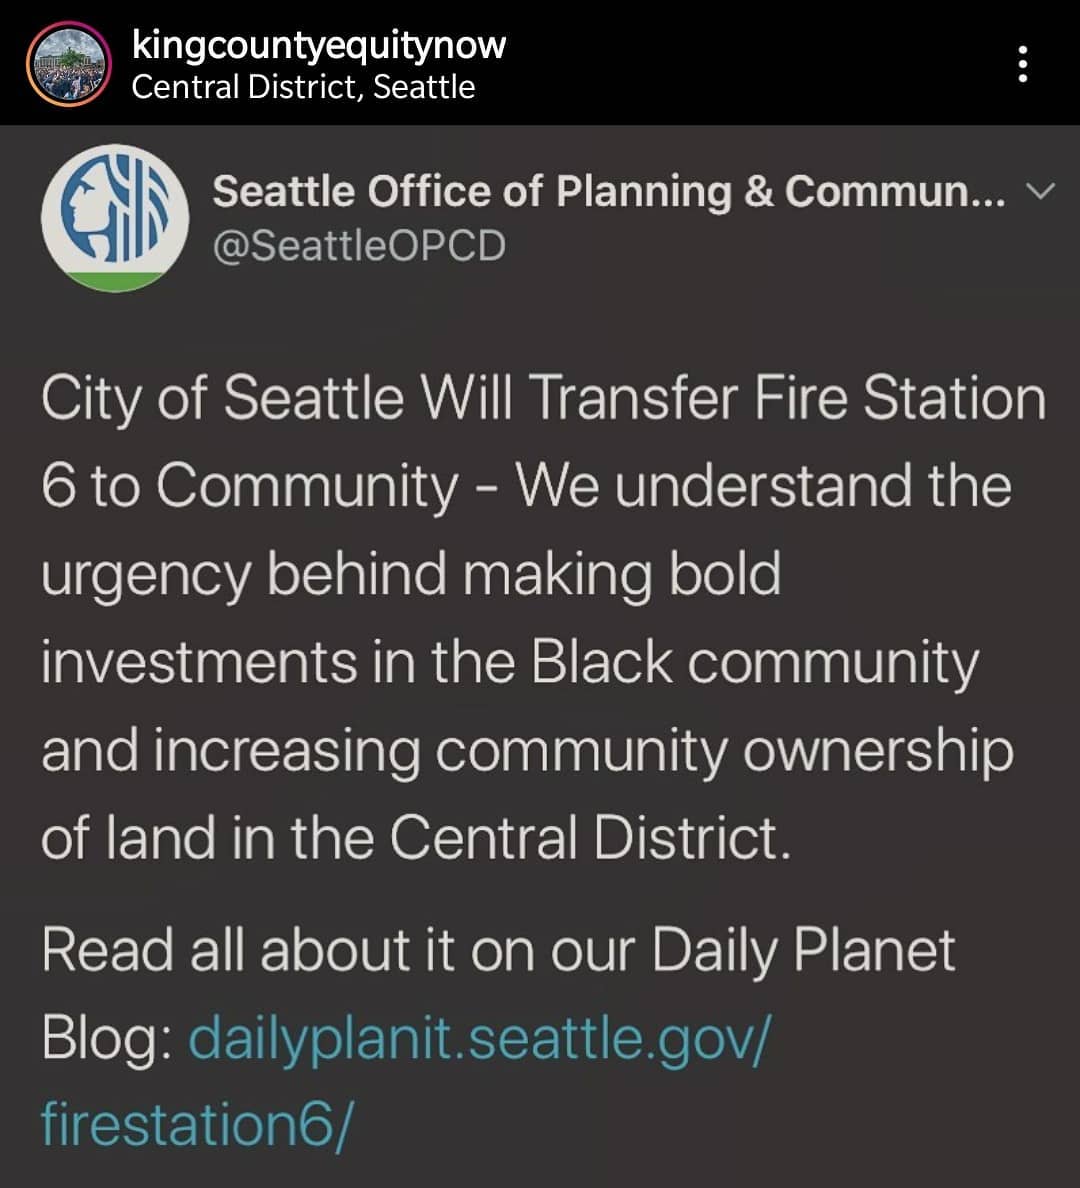 kingcountyequitynow
Central District, Seattle
Seattle Office of Planning & Commun...
@SeattleOPCD
City of Seattle Will Transfer Fire Station
6 to Community - We understand the
urgency behind making bold
investments in the Black community
and increasing community ownership
of land in the Central District.
Read all about it on our Daily Planet
Blog: dailyplanit.seattle.gov/
firestation6/